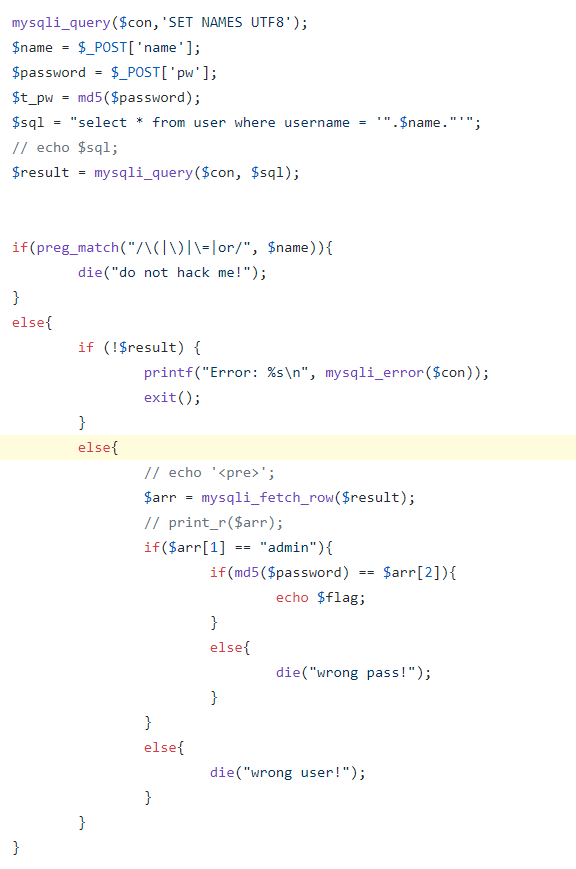 mysqli_query($con,'SET NAMES UTF8');
$name = $_POST['name'];
$password = $_POST['pw'];
$t_pw = md5($password);
$sql = "select * from user where username = '".$name."'";
// echo $sql;
$result = mysqli_query($con, $sql);
if(preg_match("/\(|\)|\=|or/", $name)){
die("do not hack me!");
}
else{
if (!$result) {
printf("Error: %s\n", mysqli_error($con));
exit();
}
else{
// echo '<pre>';
$arr = mysqli_fetch_row($result);
// print_r($arr);
if($arr[1] == "admin"){
if(md5($password) == $arr[2]){
echo $flag;
}
else{
die("wrong pass!");
}
}
else{
die("wrong user!");
}
}
}